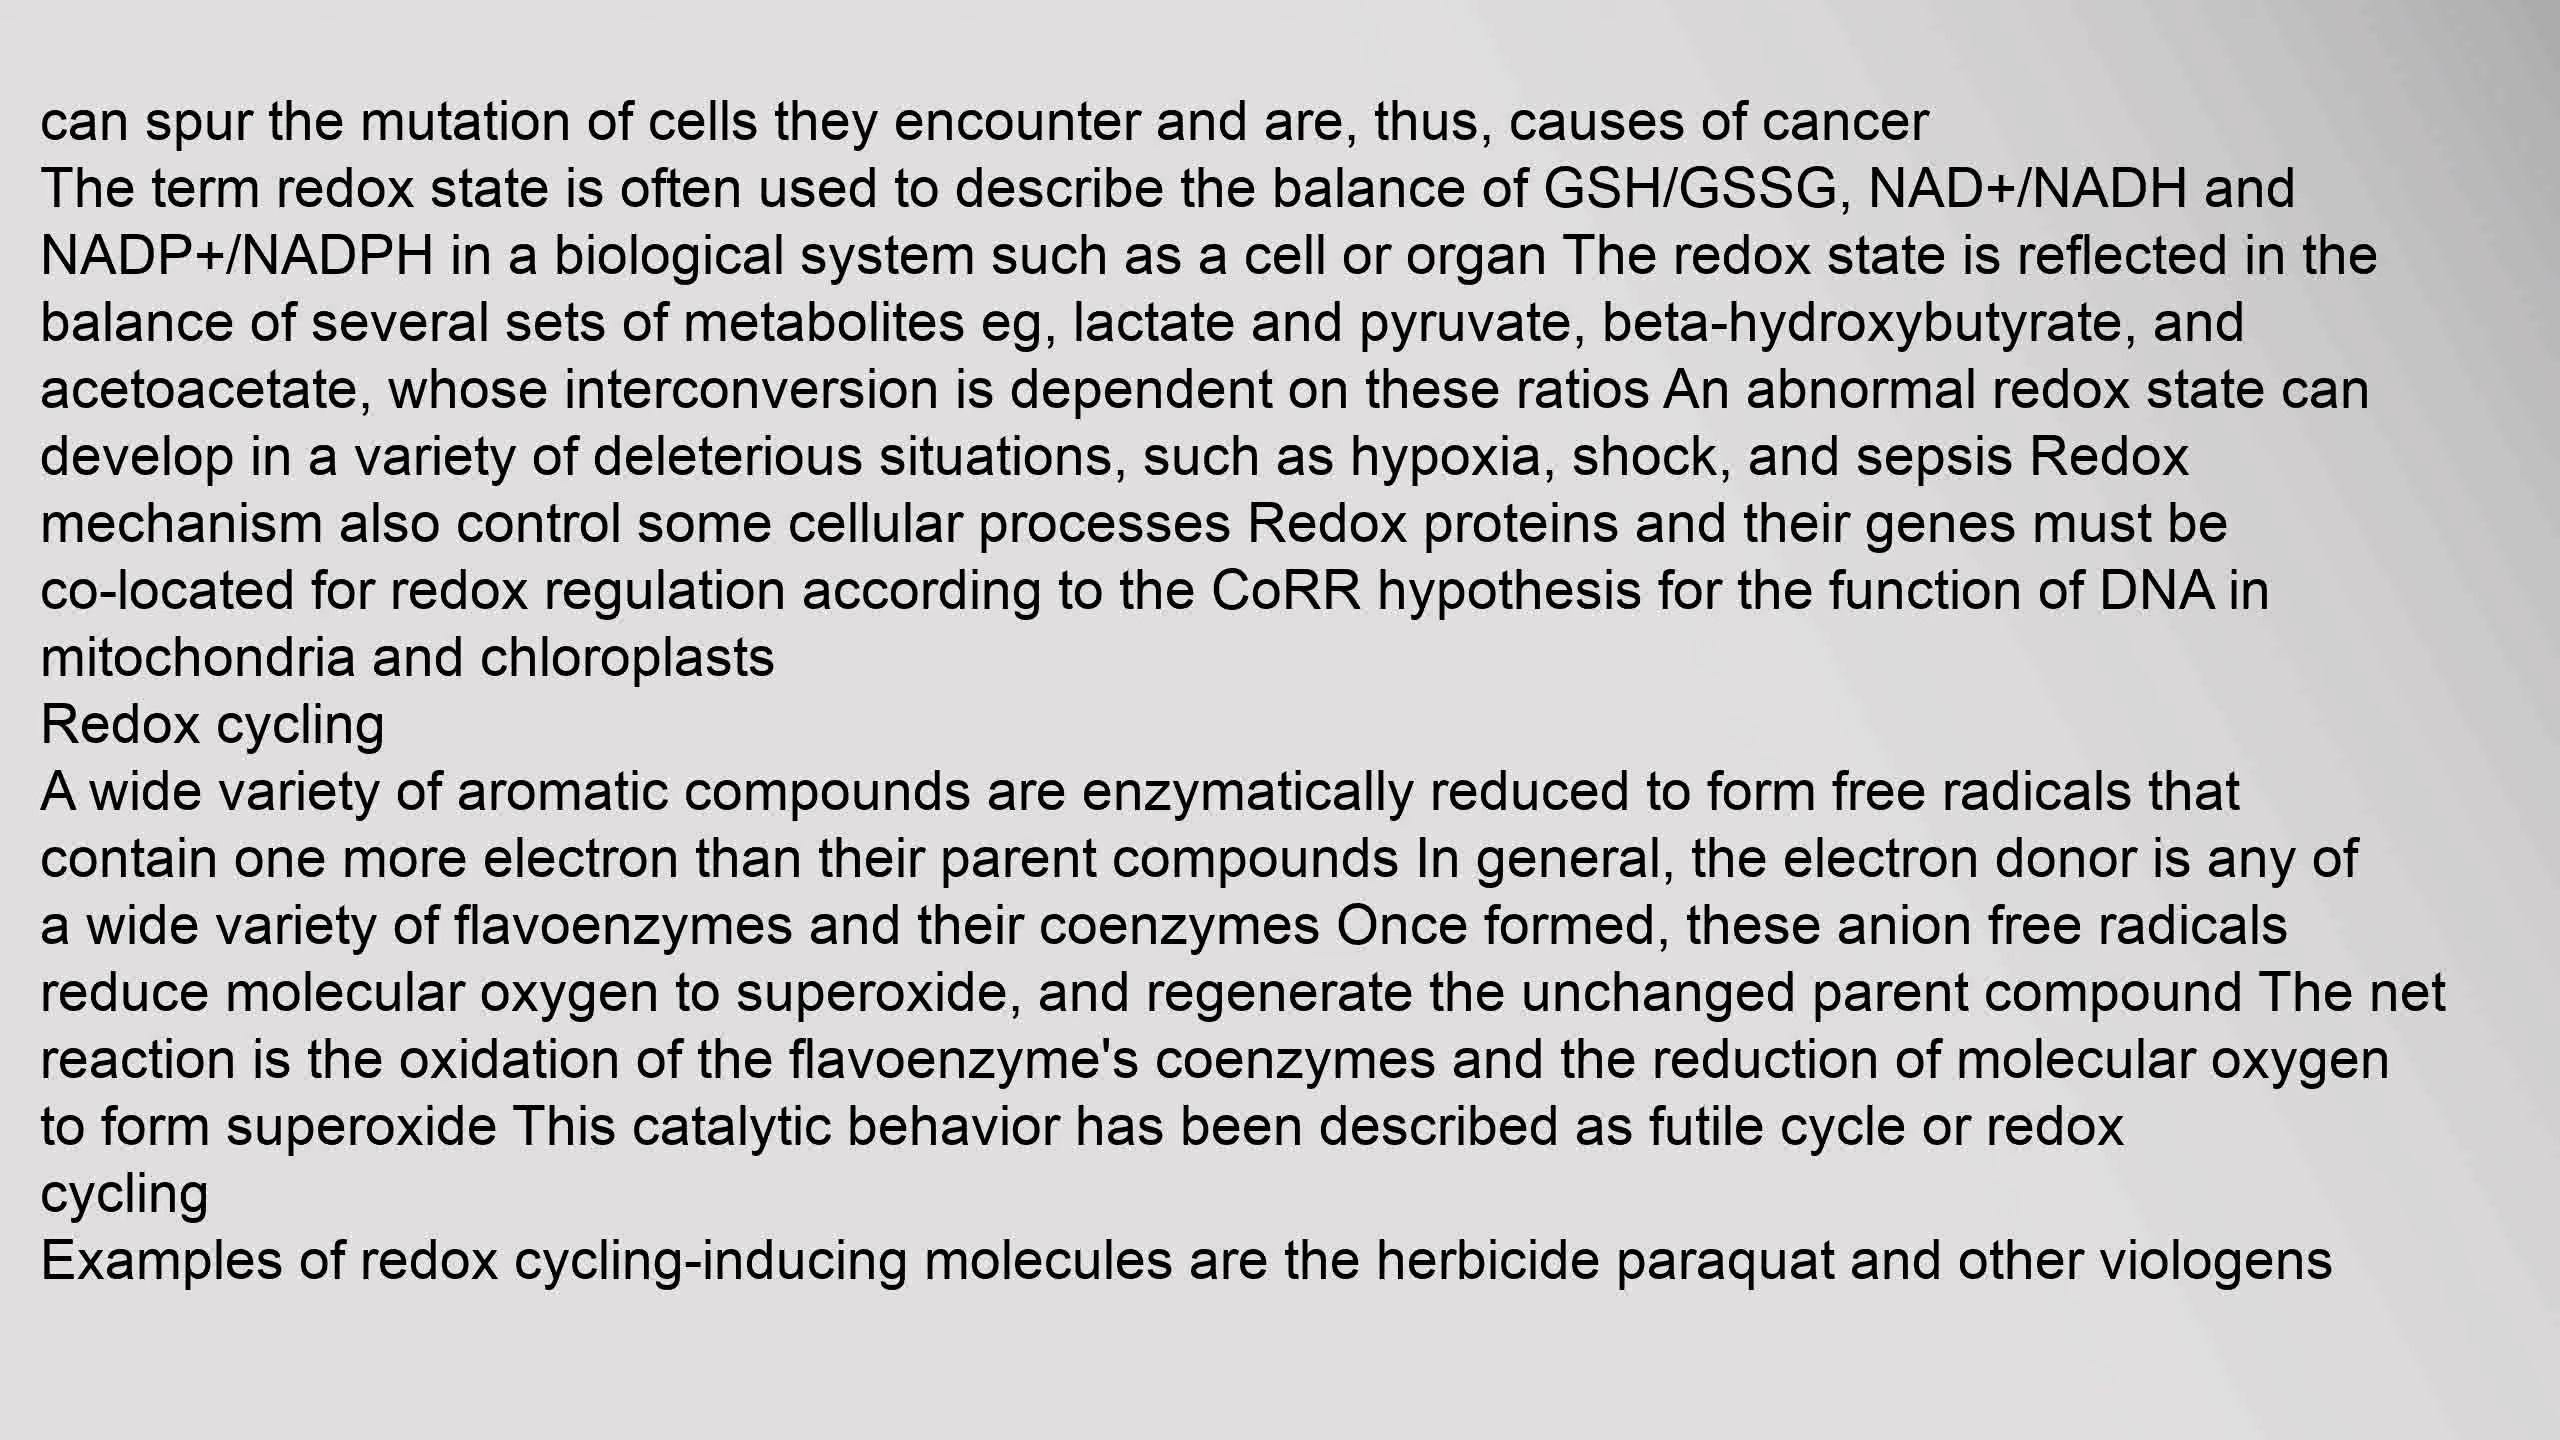 can spur the mutation of cells they encounter and are, thus, causes of cancer
The term redox state is often used to describe the balance of GSH/GSSG, NAD+/NADH and
NADP+/NADPH in a biological system such as a cell or organ The redox state is reflected in the
balance of several sets of metabolites eg, lactate and pyruvate, beta-hydroxybutyrate, and
acetoacetate, whose interconversion is dependent on these ratios An abnormal redox state can
develop in a variety of deleterious situations, such as hypoxia, shock, and sepsis Redox
mechanism also control some cellular processes Redox proteins and their genes must be
co-located for redox regulation according to the CoRR hypothesis for the function of DNA in
mitochondria and chloroplasts
Redox cycling
A wide variety of aromatic compounds are enzymatically reduced to form free radicals that
contain one more electron than their parent compounds In general, the electron donor is any of
a wide variety of flavoenzymes and their coenzymes Once formed, these anion free radicals
reduce molecular oxygen to superoxide, and regenerate the unchanged parent compound The net
reaction is the oxidation of the flavoenzyme's coenzymes and the reduction of molecular oxygen
to form superoxide This catalytic behavior has been described as futile cycle or redox
cycling
Examples of redox cycling-inducing molecules are the herbicide paraquat and other viologens